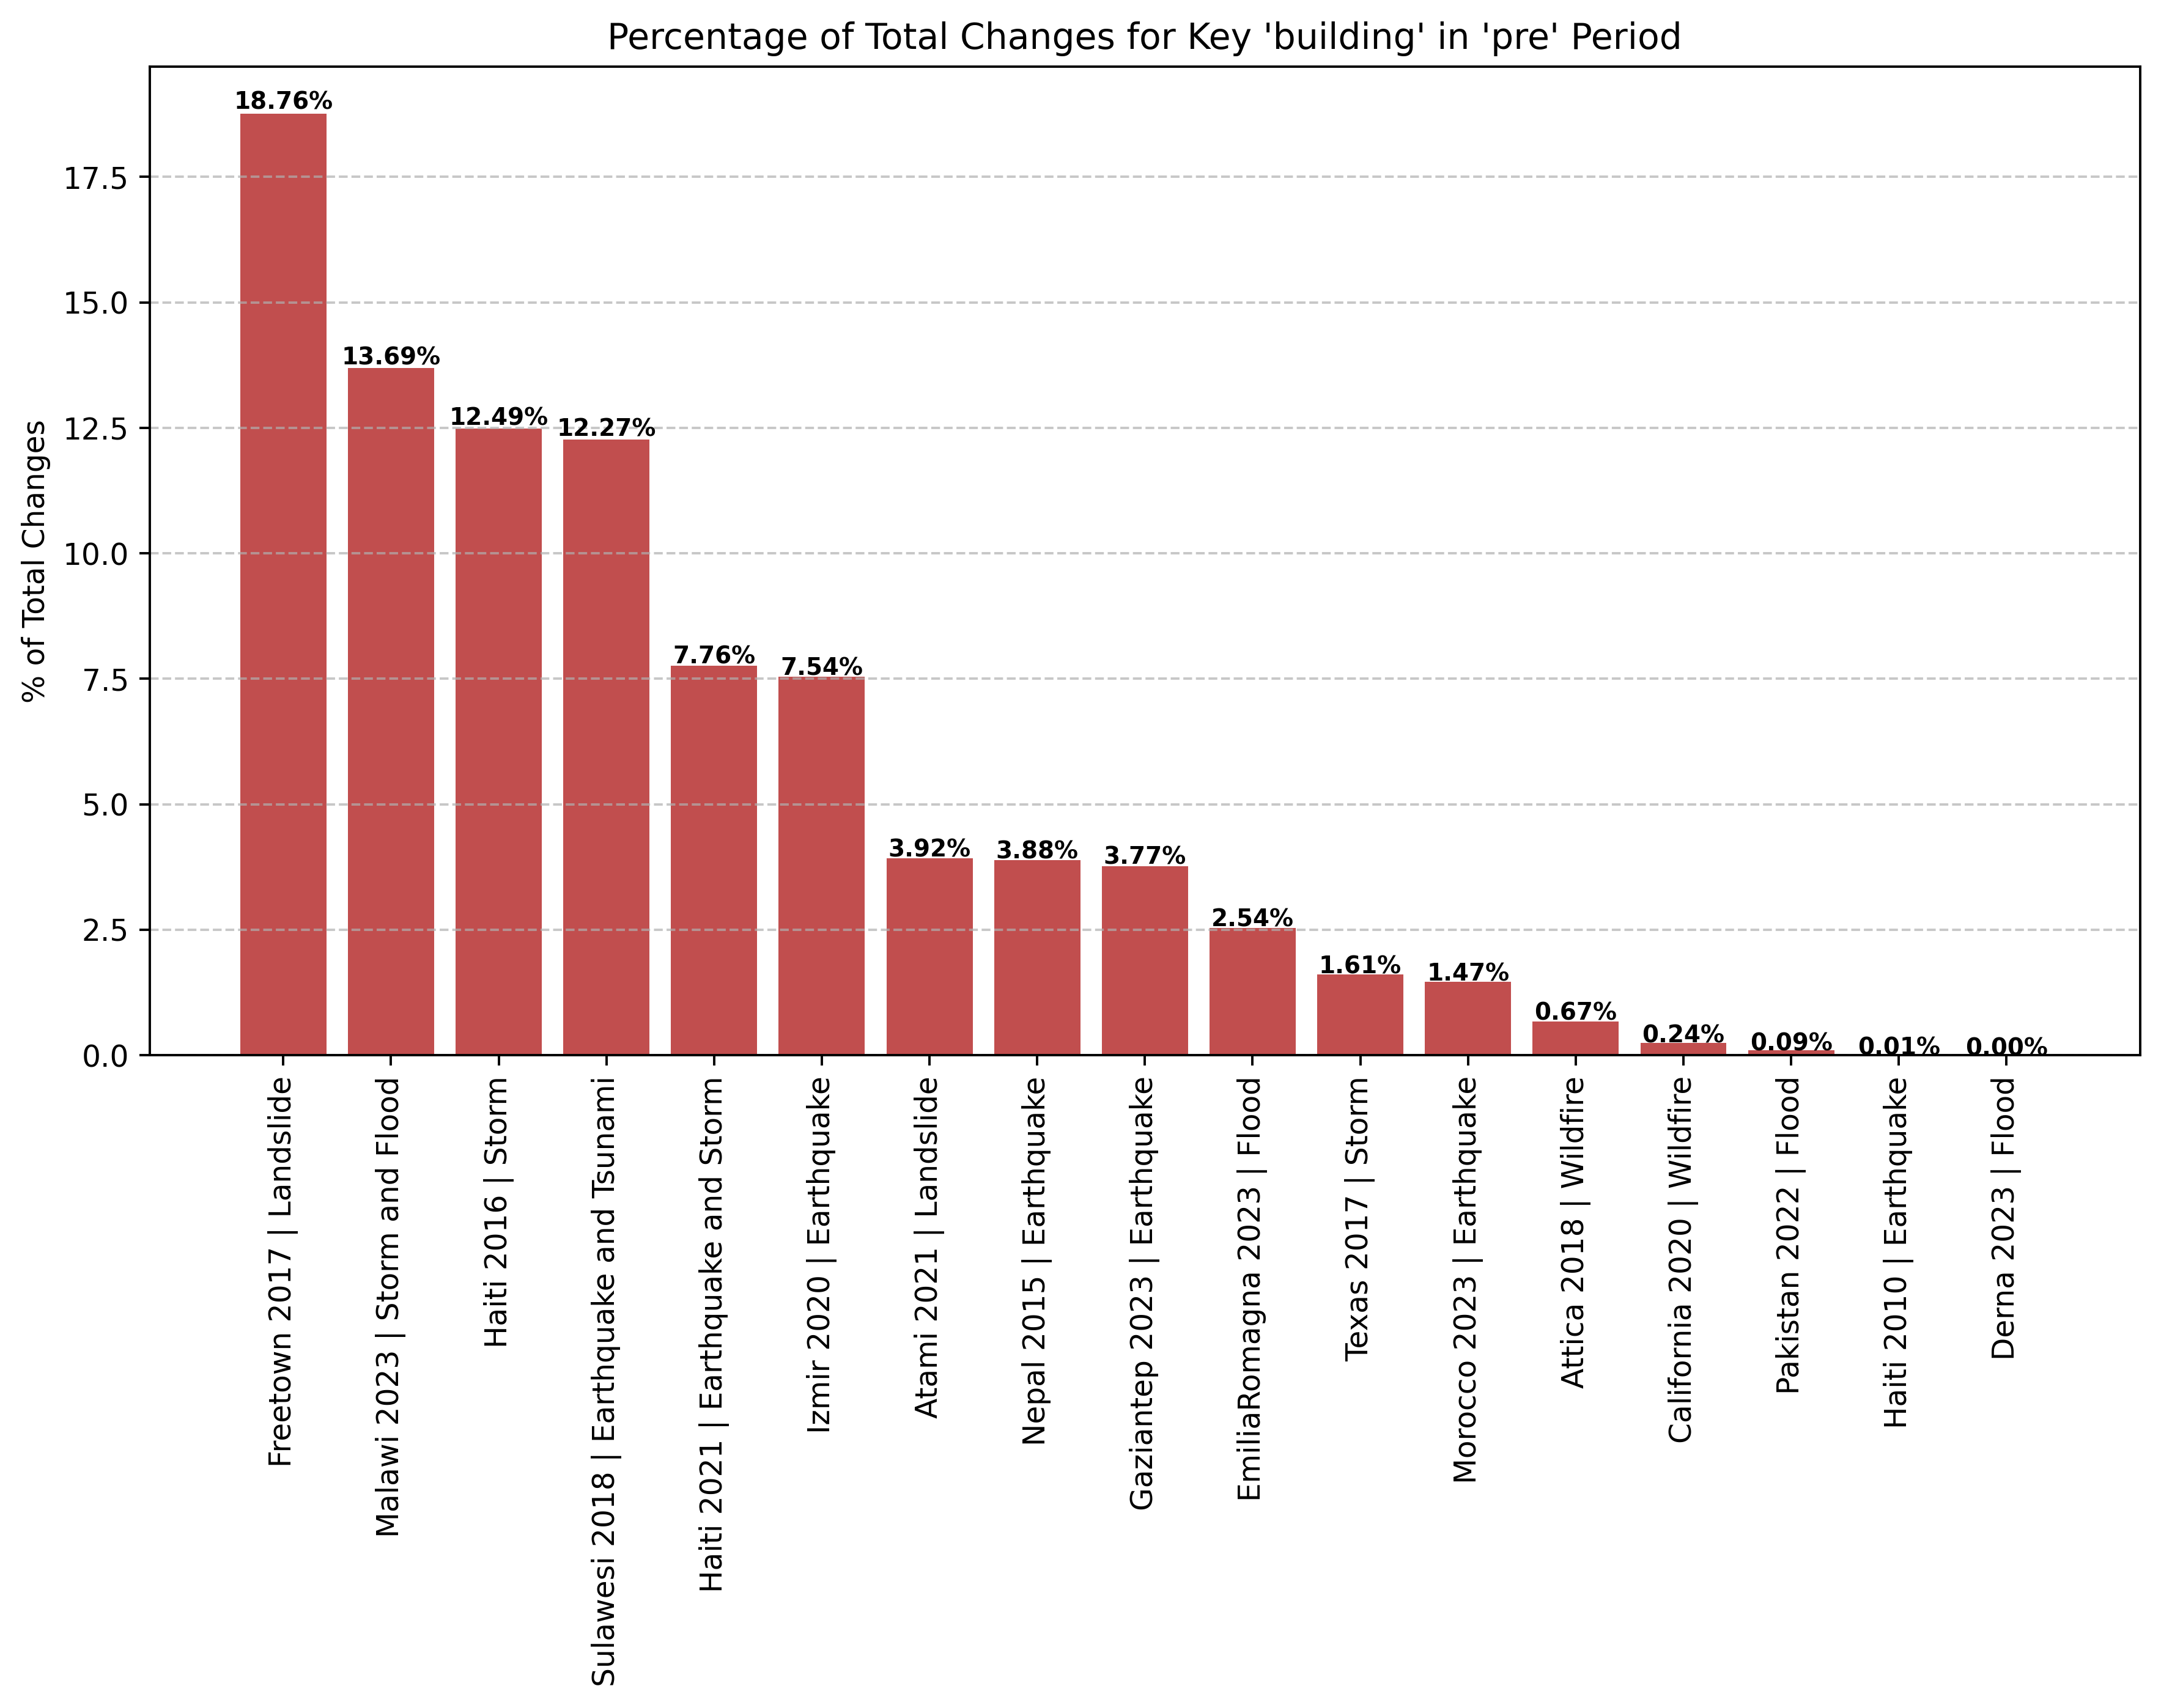 Percentage of Total Changes for Key 'building' in 'pre' Period
% of Total Changes
17.5
15.0
12.5
10.0
7.5
5.0
2.5
0.0
18.76%
13.69%
12.49%
12.27%
7.76%
7.54%
3.92%
3.88%
3.77%
2.54%
1.61%
1.47%
0.67%
0.24%
0.09%
0.01%
0.00%
Freetown 2017 | Landslide
Malawi 2023 | Storm and Flood
Haiti 2016 | Storm
Sulawesi 2018 | Earthquake and Tsunami
Haiti 2021 | Earthquake and Storm
Izmir 2020 | Earthquake
Atami 2021 | Landslide
Nepal 2015 | Earthquake
Gaziantep 2023 | Earthquake
EmiliaRomagna 2023 | Flood
Texas 2017 | Storm
Morocco 2023 | Earthquake
Attica 2018 | Wildfire
California 2020 | Wildfire
Pakistan 2022 | Flood
Haiti 2010 | Earthquake
Derna 2023 | Flood